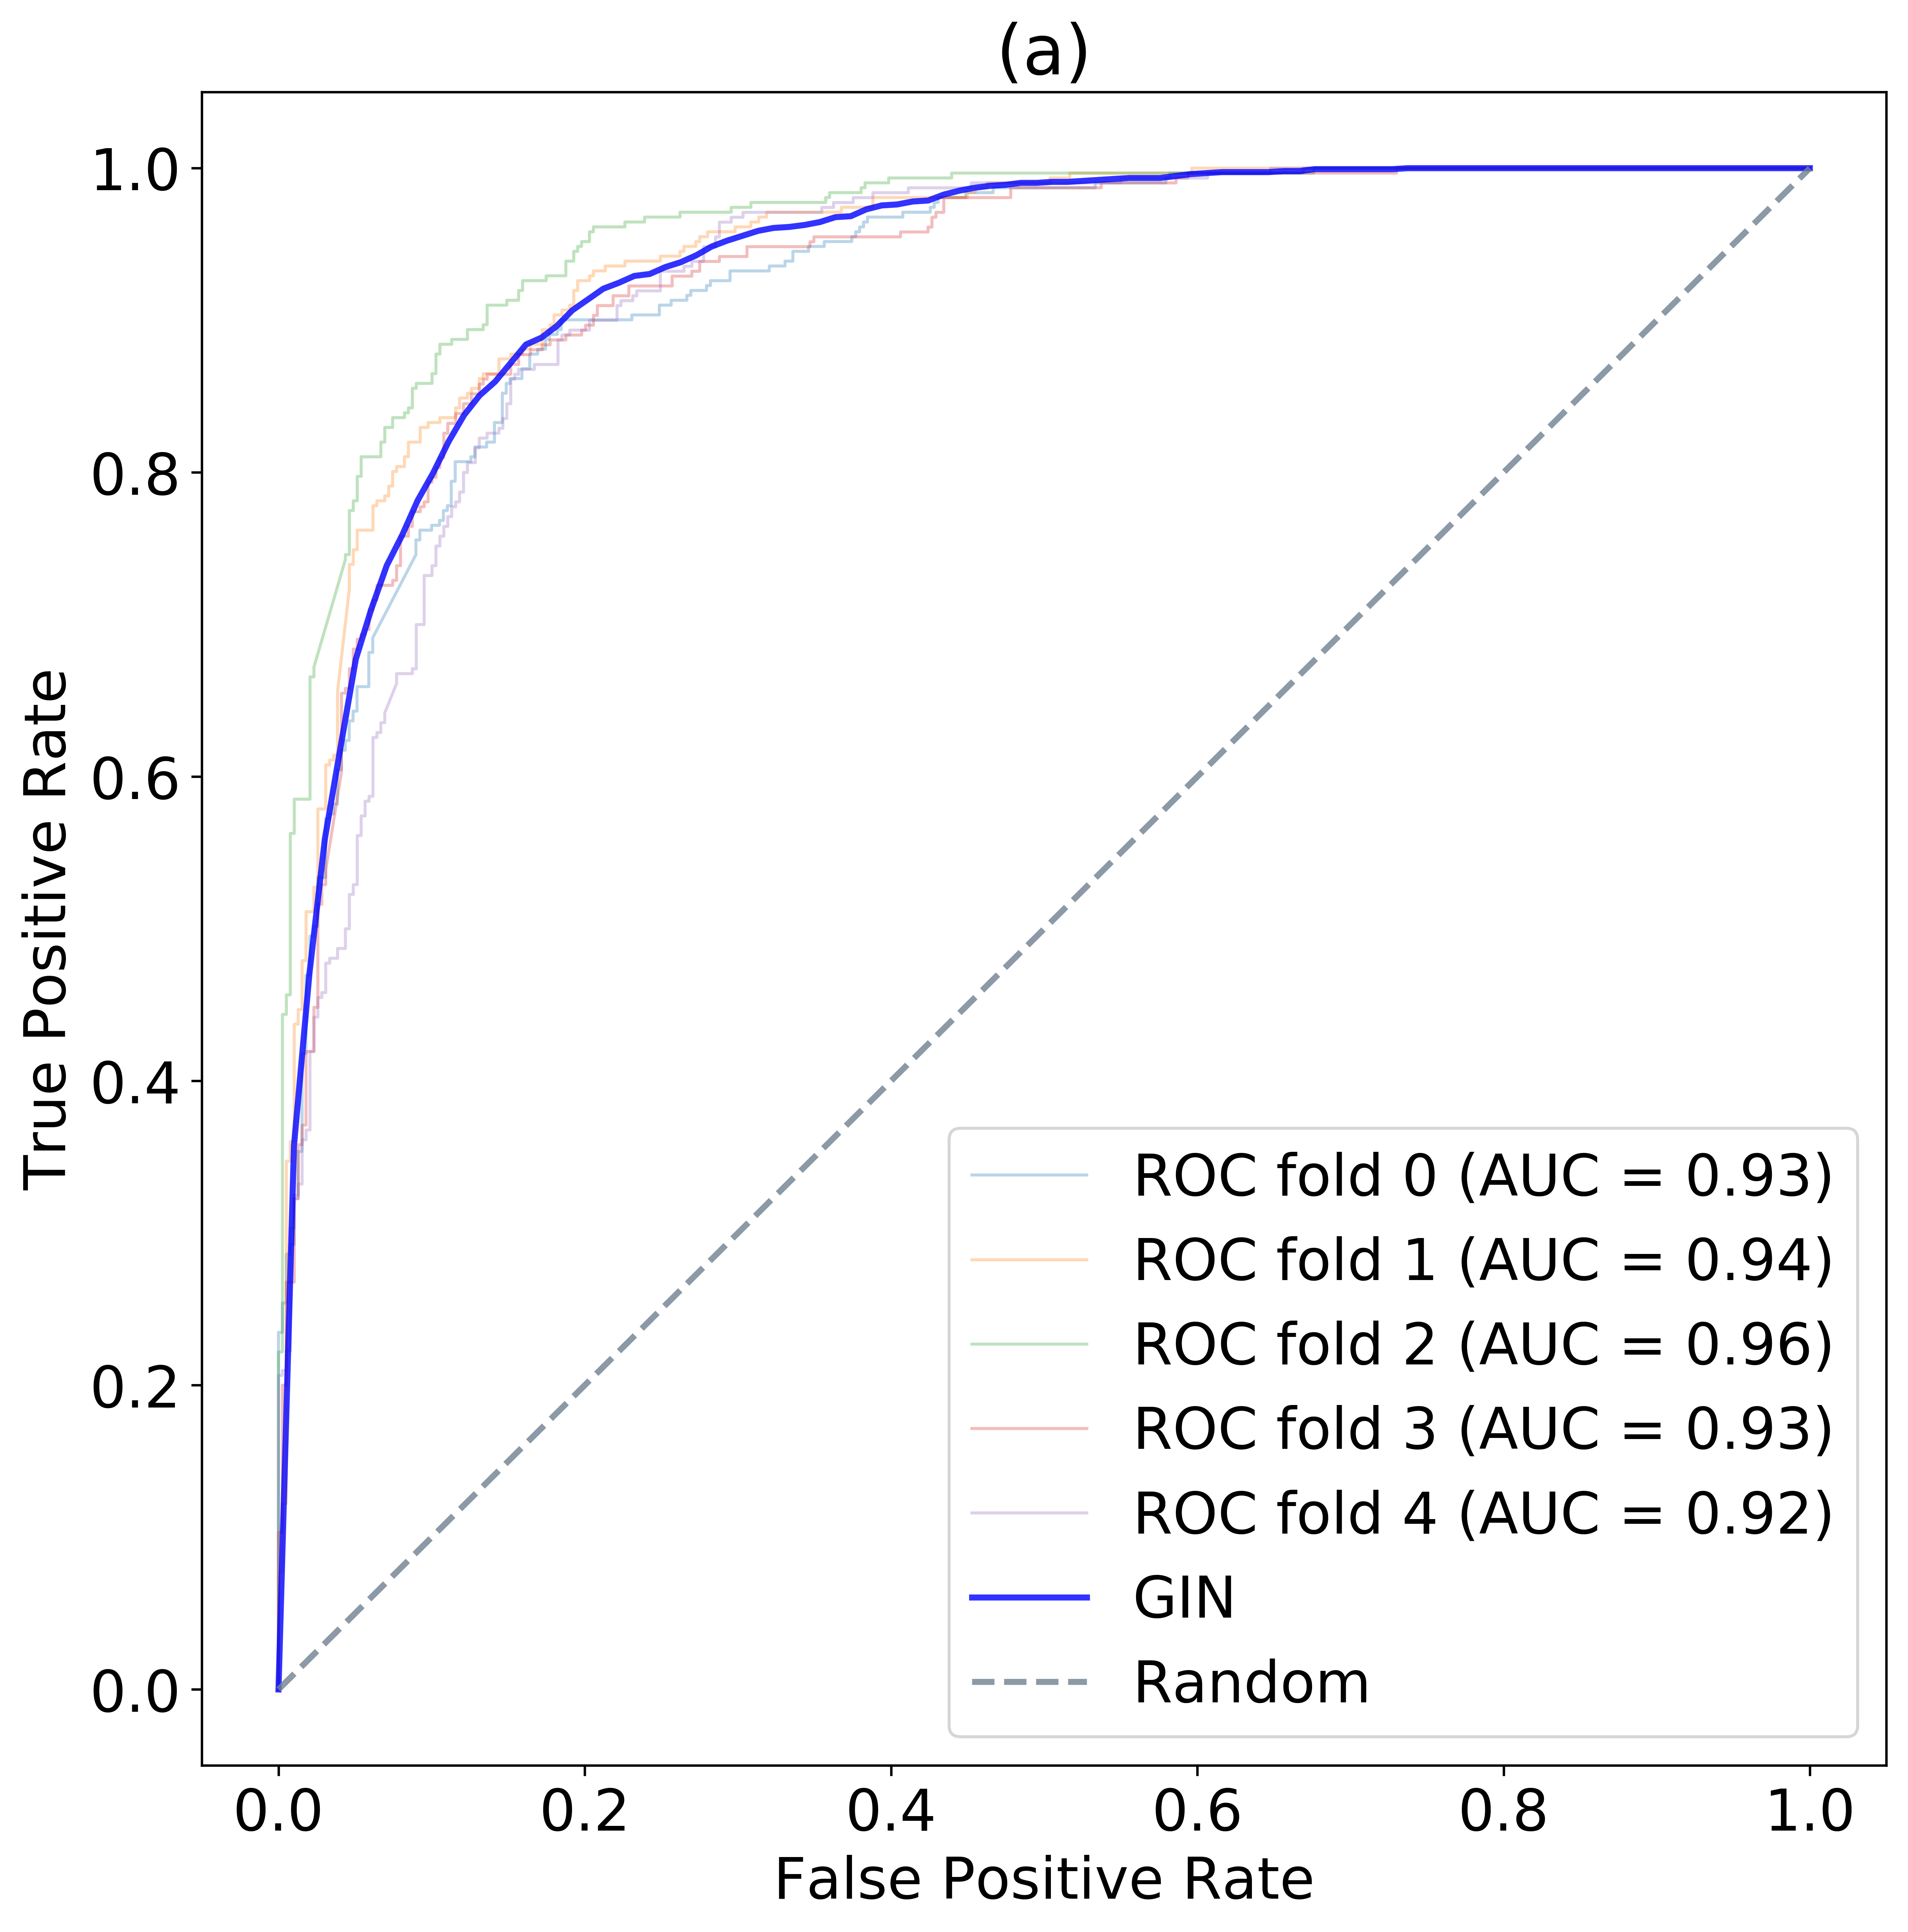 (a)
True Positive Rate
1.0
0.8
0.6
0.4
0.2
0.0
ROC fold 0 (AUC = 0.93)
ROC fold 1 (AUC = 0.94)
ROC fold 2 (AUC = 0.96)
ROC fold 3 (AUC = 0.93)
ROC fold 4 (AUC = 0.92)
GIN
Random
0.0 0.2 0.4 0.6 0.8 1.0
False Positive Rate